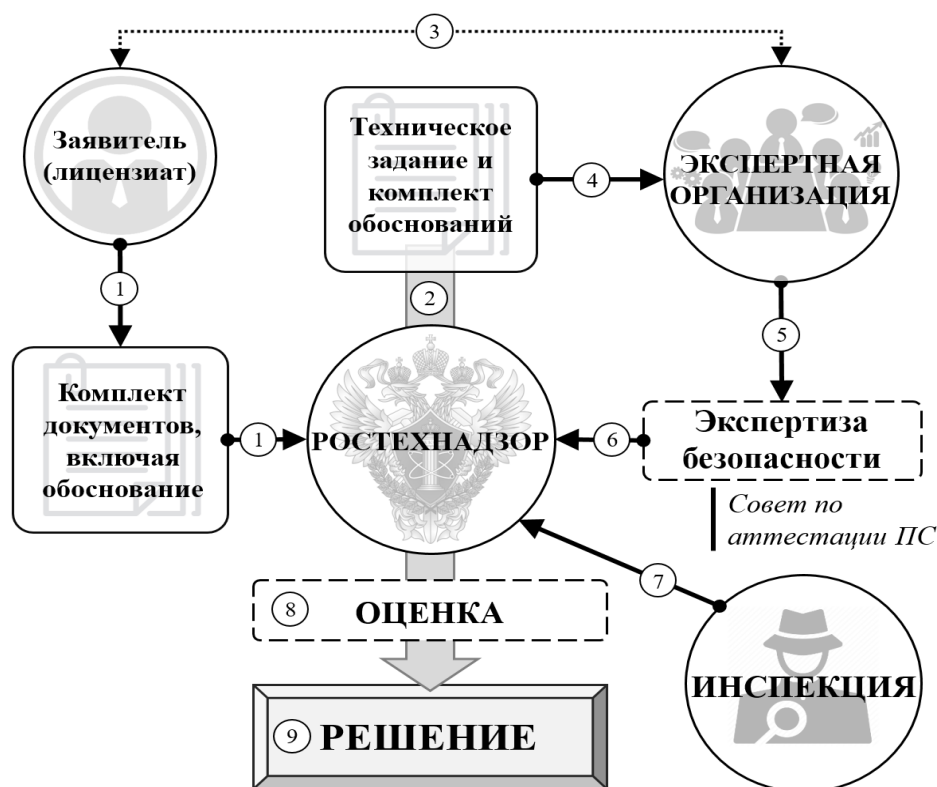 3
Заявитель
(лицензиат)
Техническое
задание и
комплект
обоснований
4
ЭКСПЕРТНАЯ
ОРГАНИЗАЦИЯ
1
2
5
Комплект
документов,
включая
обоснование
1
РОСТЕХНАДЗОР
6
Экспертиза
безопасности
Совет по
аттестации ПС
7
8
ОЦЕНКА
ИНСПЕКЦИЯ
9
РЕШЕНИЕ